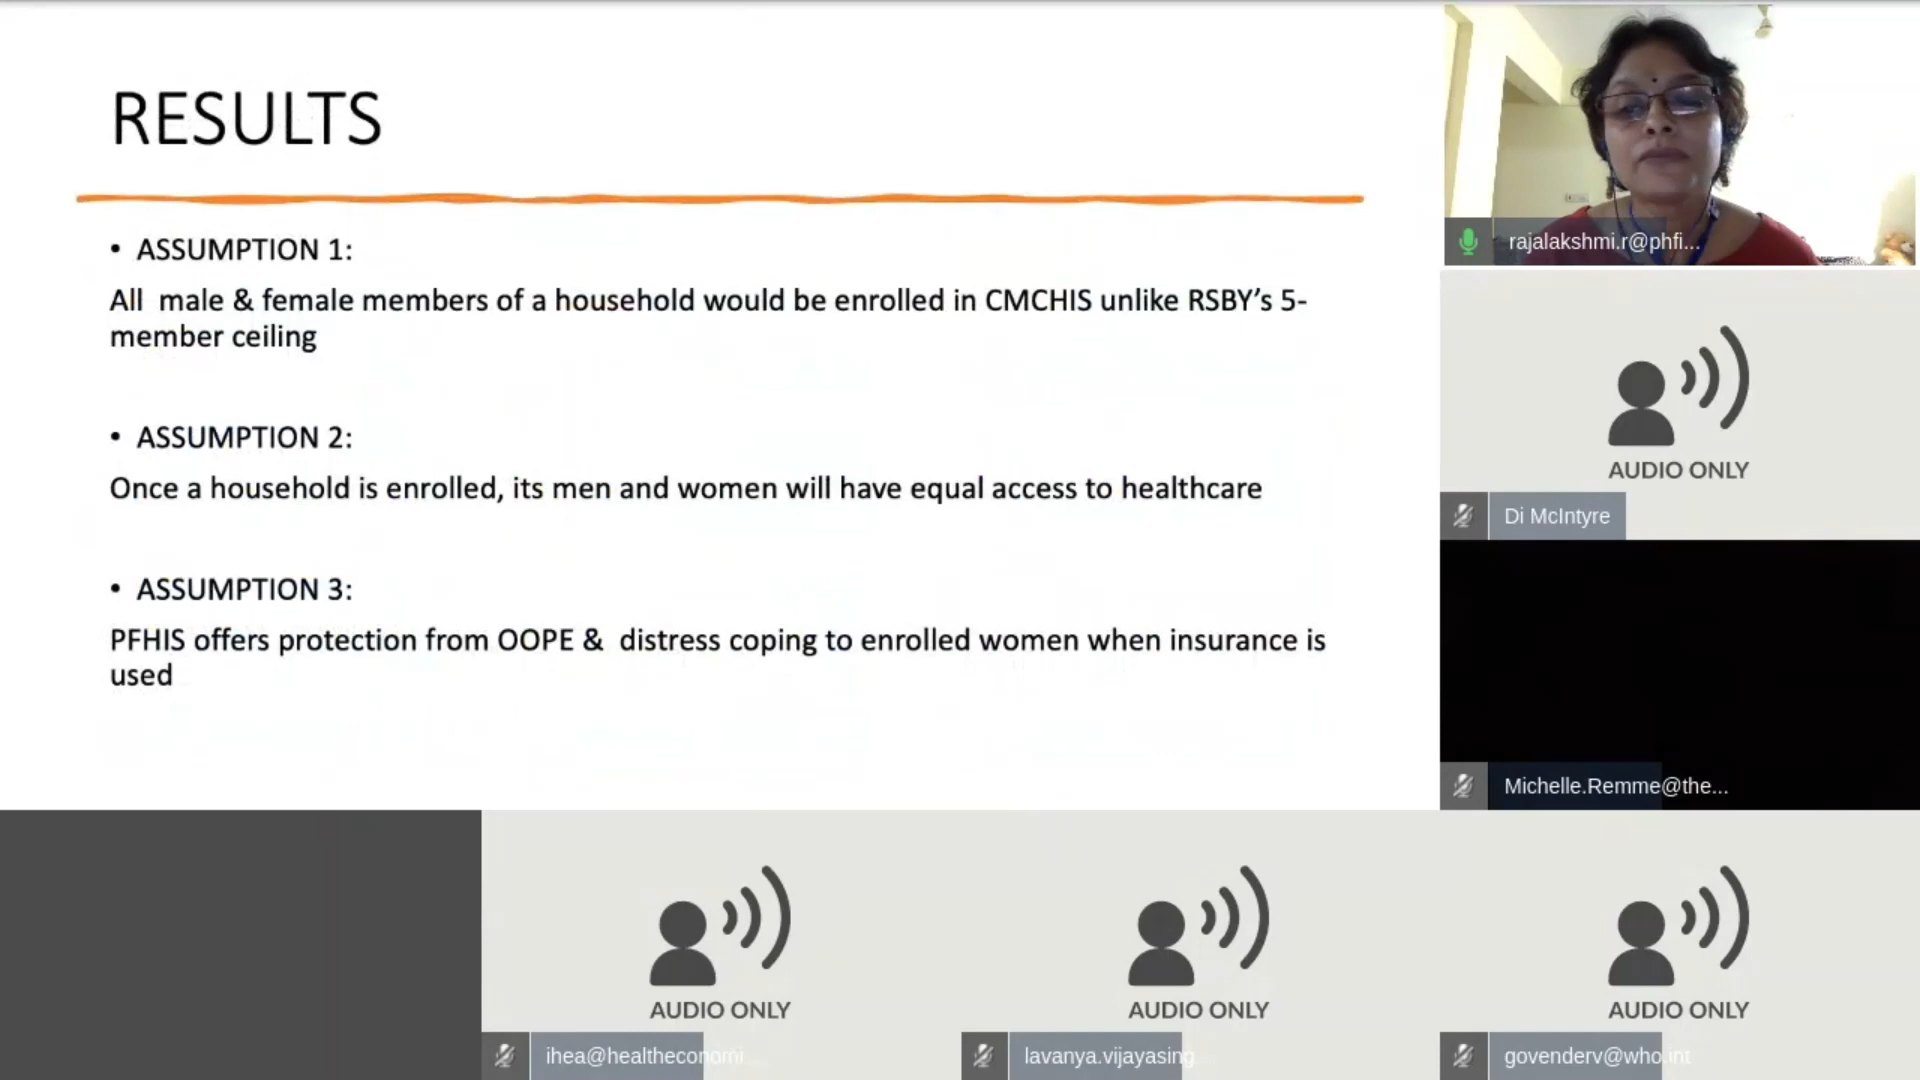 RESULTS
• ASSUMPTION 1:
All male & female members of a household would be enrolled in CMCHIS unlike RSBY’s 5-
member ceiling
• ASSUMPTION 2:
Once a household is enrolled, its men and women will have equal access to healthcare
• ASSUMPTION 3:
PFHIS offers protection from OOPE & distress coping to enrolled women when insurance is
used
rajalakshmi.r@phfi...
AUDIO ONLY
Di McIntyre
Michelle.Remme@the...
AUDIO ONLY
AUDIO ONLY
AUDIO ONLY
ihea@healtheconomi...
lavanya.vijayasing
govenderv@who.int